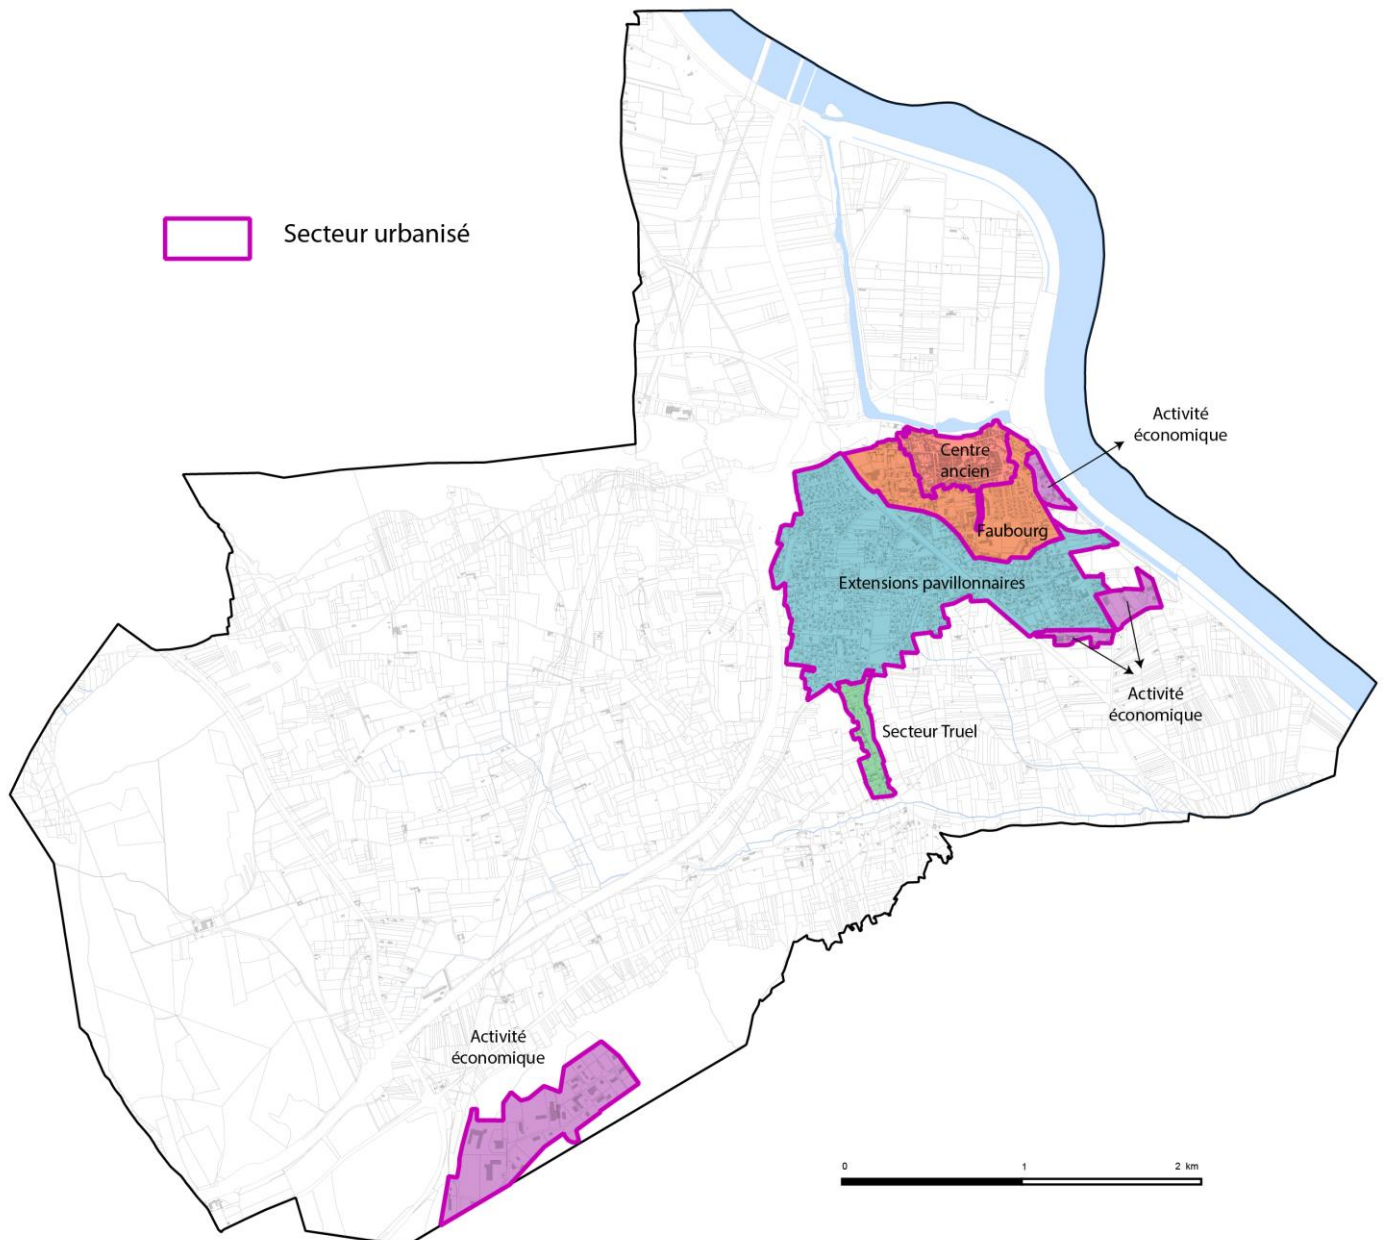 Secteur urbanisé
Activité
économique
Centre
ancien
Faubourg
Extensions pavillonnaires
Activité
économique
Secteur Truel
Activité
économique
0 1 2 km